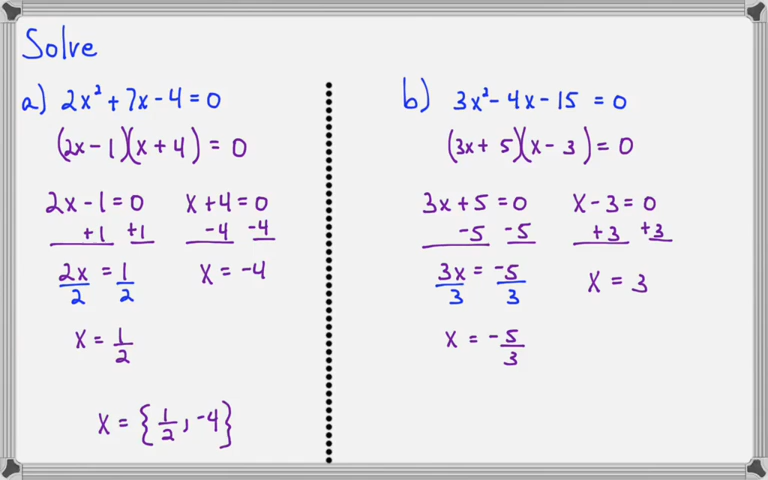 Solve
a) 2x² + 7x - 4 = 0
(2x - 1)(x + 4) = 0
2x - 1 = 0    x + 4 = 0
+1  +1    -4  -4
2x/2 = 1/2    x = -4
x = 1/2
x = {1/2, -4}
b) 3x² - 4x - 15 = 0
(3x + 5)(x - 3) = 0
3x + 5 = 0    x - 3 = 0
-5  -5    +3  +3
3x/3 = -5/3    x = 3
x = -5/3